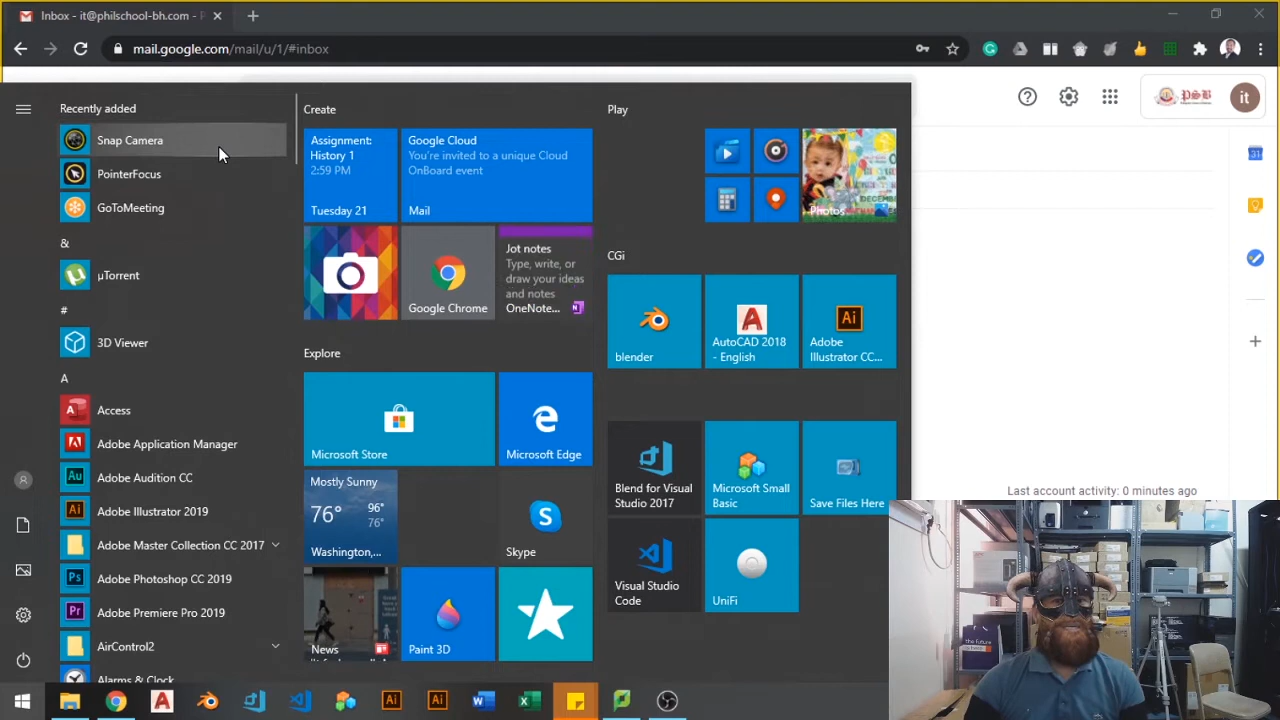 Inbox - it@philschool-bh.com - P
mail.google.com/mail/u/1/#inbox
PSB
it
31
Recently added
Snap Camera
PointerFocus
GoToMeeting
&
µTorrent
#
3D Viewer
A
Access
Adobe Application Manager
Adobe Audition CC
Adobe Illustrator 2019
Adobe Master Collection CC 2017
Adobe Photoshop CC 2019
Adobe Premiere Pro 2019
AirControl2
Alarms & Clock
Create
Assignment:
History 1
2:59 PM
Tuesday 21
Google Cloud
You're invited to a unique Cloud
OnBoard event
Mail
Google Chrome
Jot notes
Type, write, or
draw your ideas
and notes
OneNote...
Explore
Microsoft Store
Microsoft Edge
Mostly Sunny
76°
96°
76°
Washington,...
Skype
News
Paint 3D
Play
Photos
CGi
blender
AutoCAD 2018
- English
Adobe
Illustrator CC...
Blend for Visual
Studio 2017
Microsoft Small
Basic
Save Files Here
Visual Studio
Code
UniFi
Last account activity: 0 minutes ago